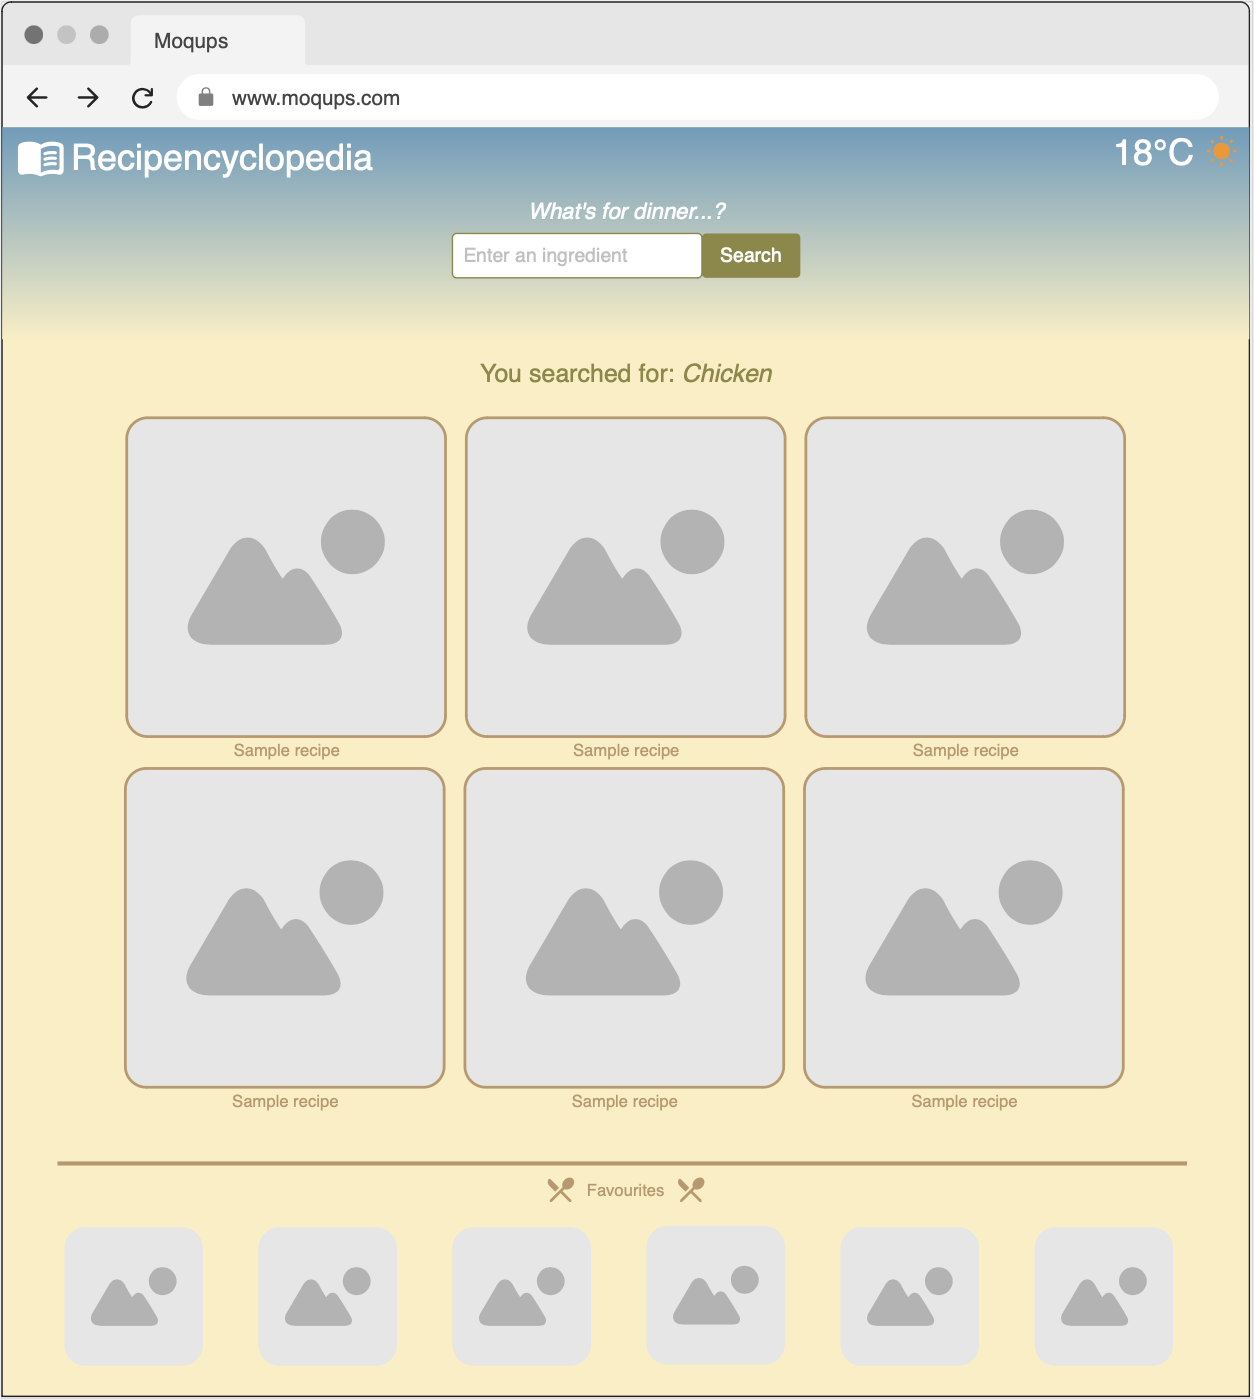 Moqups
www.moqups.com
Recipencyclopedia
18°C
What's for dinner...?
Enter an ingredient
Search
You searched for: Chicken
Sample recipe
Sample recipe
Sample recipe
Sample recipe
Sample recipe
Sample recipe
Favourites